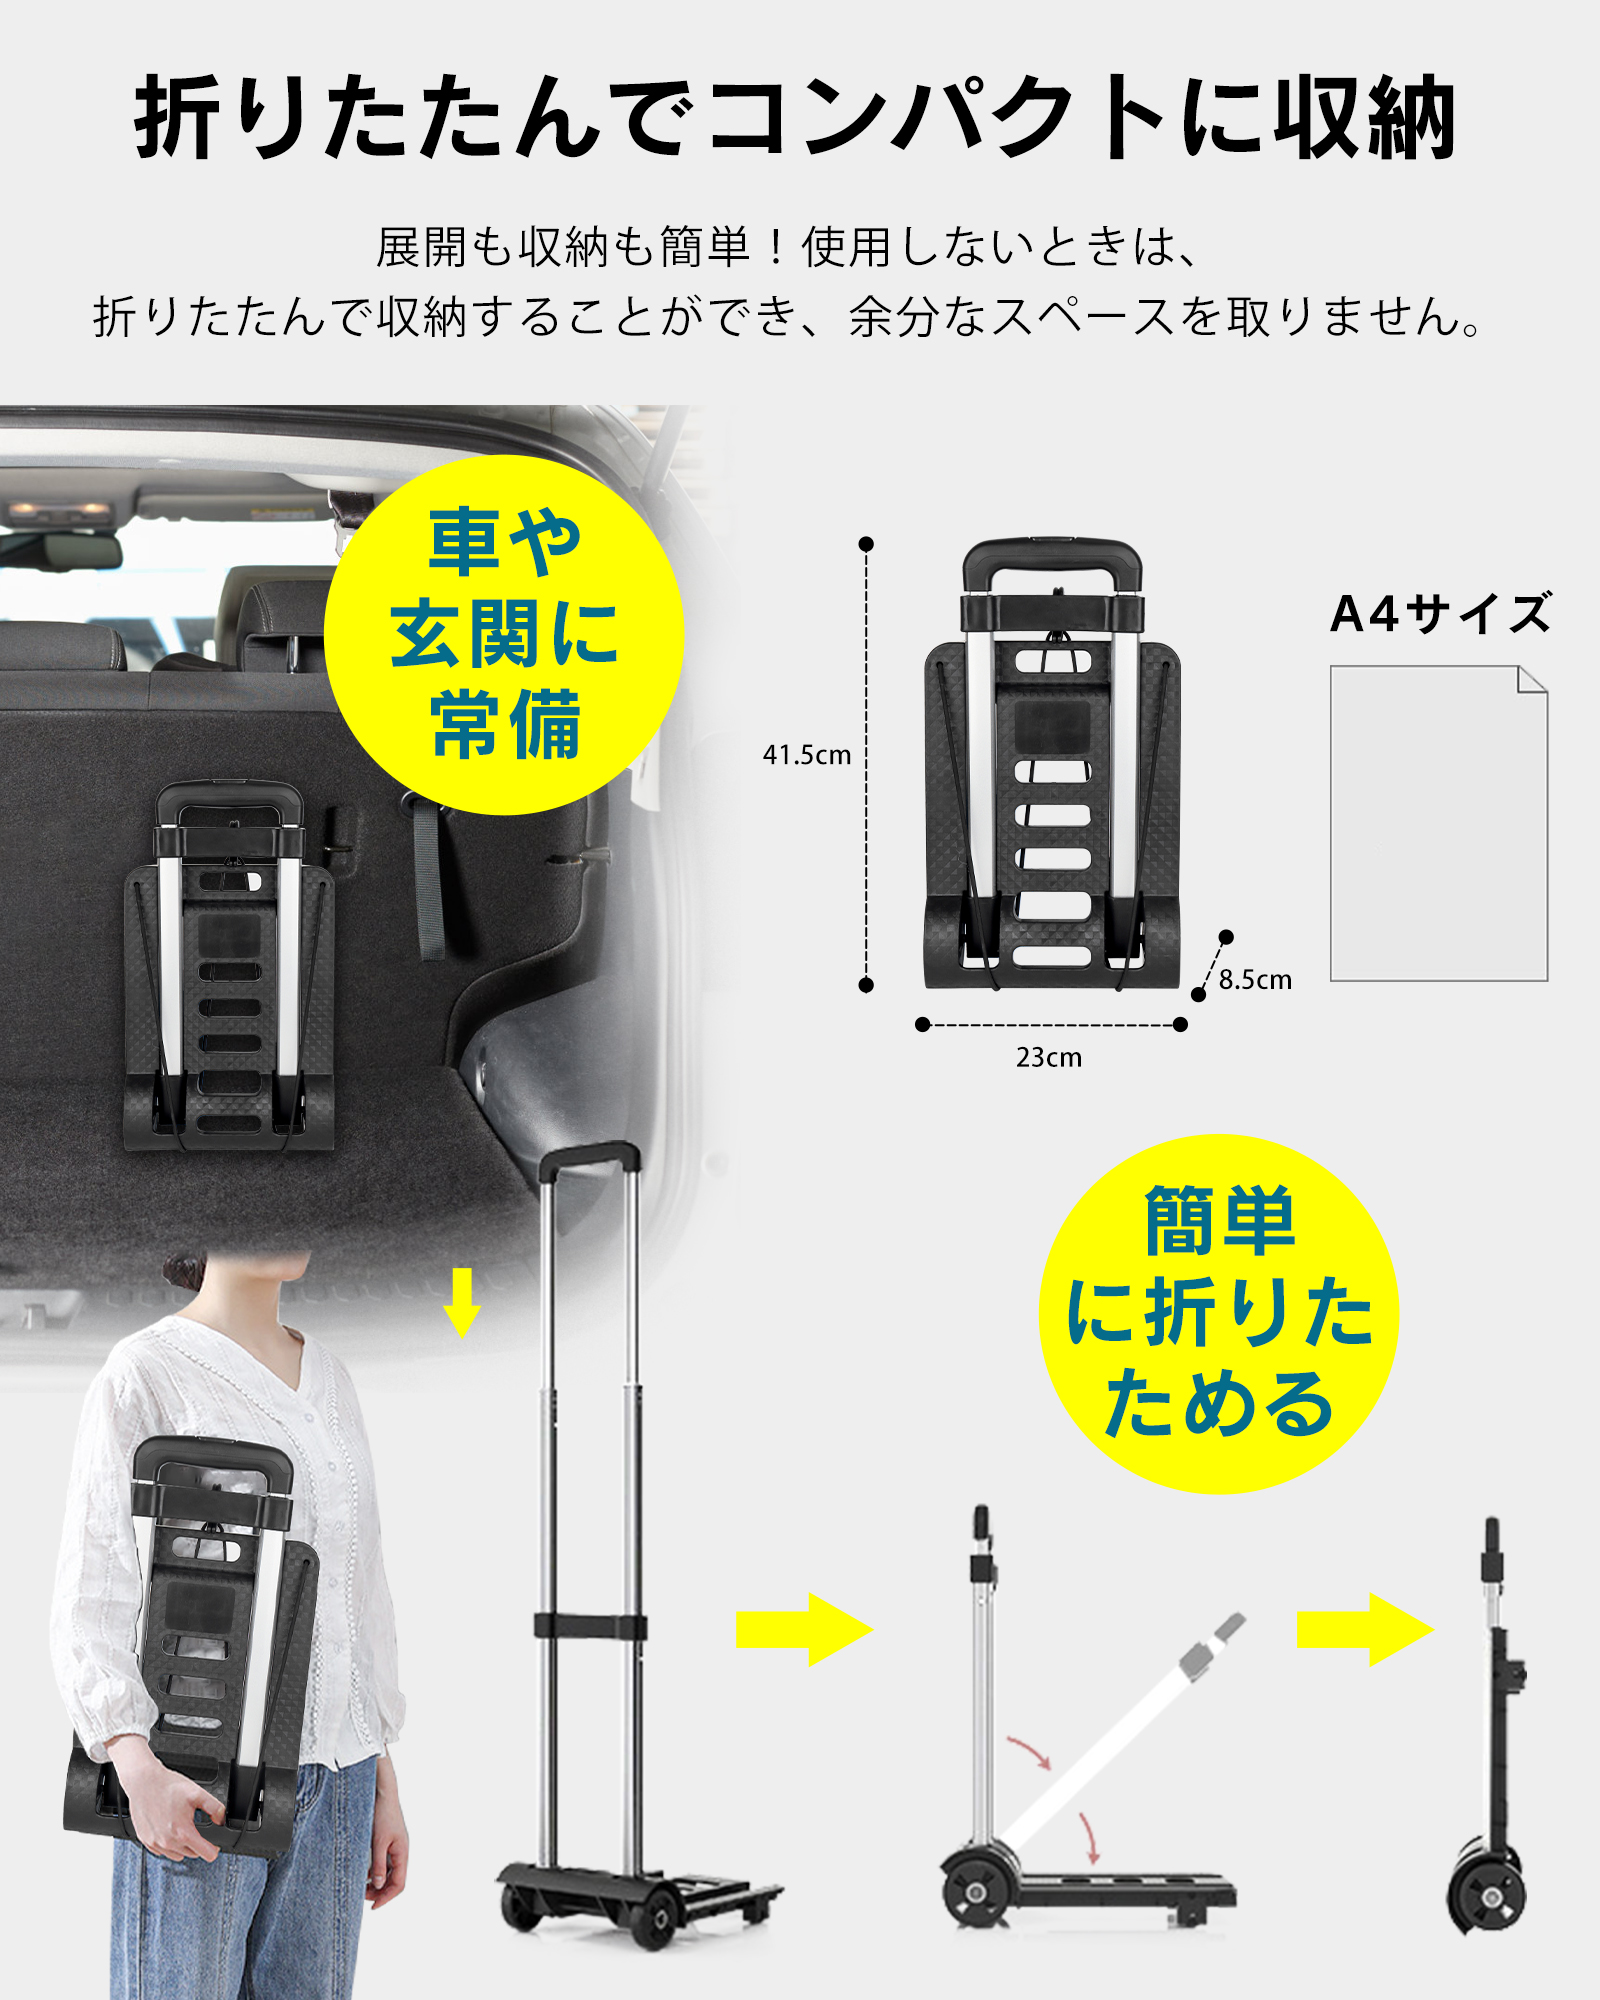 折りたたんでコンパクトに収納
展開も収納も簡単！使用しないときは、
折りたたんで収納することができ、余分なスペースを取りません。
車や
玄関に
常備
41.5cm
8.5cm
23cm
A4サイズ
簡単
に折りた
ためる